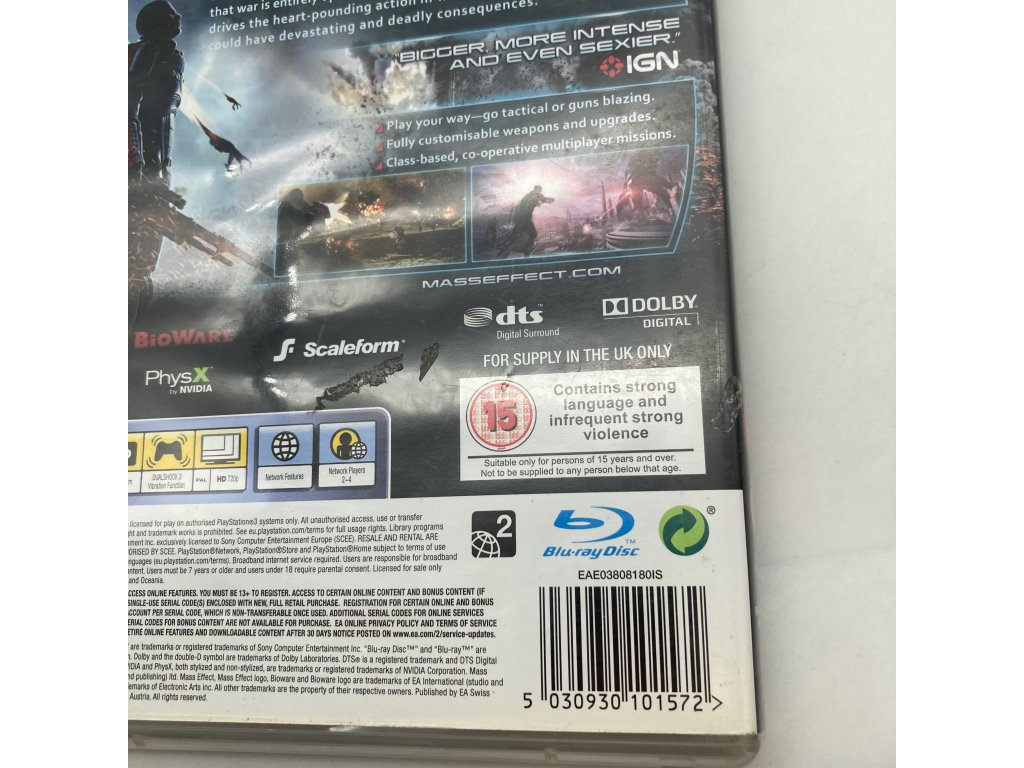 that war is entirely
drives the heart-pounding action in
could have devastating and deadly consequences.
"BIGGER, MORE INTENSE
AND EVEN SEXIER."
IGN
Play your way—go tactical or guns blazing.
Fully customisable weapons and upgrades.
Class-based, co-operative multiplayer missions.
MASSEFFECT.COM
BIOWARE
Scaleform
dts
Digital Surround
DOLBY
DIGITAL
PhysX
by NVIDIA
FOR SUPPLY IN THE UK ONLY
15
Contains strong
language and
infrequent strong
violence
Suitable only for persons of 15 years and over.
Not to be supplied to any person below that age.
DUALSHOCK 3
Vibration Function
PAL
HD 720p
Network Features
Network Players
2-4
licensed for play on authorised PlayStation®3 systems only. All unauthorised access, use or transfer
ht and trademark works is prohibited. See eu.playstation.com/terms for full usage rights. Library programs
nment Inc. exclusively licensed to Sony Computer Entertainment Europe (SCEE). RESALE AND RENTAL ARE
ORISED BY SCEE. PlayStation®Network, PlayStation®Store and PlayStation®Home subject to terms of use
nguages (eu.playstation.com/terms). Broadband internet service required. Users are responsible for broadband
ntent. Users must be 7 years or older and users under 18 require parental consent. Licensed for sale only
and Oceania.
ACCESS ONLINE FEATURES. YOU MUST BE 13+ TO REGISTER. ACCESS TO CERTAIN ONLINE CONTENT AND BONUS CONTENT (IF
SINGLE-USE SERIAL CODE(S) ENCLOSED WITH NEW, FULL RETAIL PURCHASE. REGISTRATION FOR CERTAIN ONLINE AND BONUS
ACCOUNT PER SERIAL CODE, WHICH IS NON-TRANSFERABLE ONCE USED. ADDITIONAL SERIAL CODES FOR ONLINE SERVICES
ERIAL CODES FOR BONUS CONTENT ARE NOT AVAILABLE FOR PURCHASE. EA ONLINE PRIVACY POLICY AND TERMS OF SERVICE
ETIRE ONLINE FEATURES AND DOWNLOADABLE CONTENT AFTER 30 DAYS NOTICE POSTED ON www.ea.com/2/service-updates.
are trademarks or registered trademarks of Sony Computer Entertainment Inc. "Blu-ray Disc™" and "Blu-ray™" are
n. Dolby and the double-D symbol are trademarks of Dolby Laboratories. DTS® is a registered trademark and DTS Digital
IDIA and PhysX, both stylized and non-stylized, are trademarks or registered trademarks of NVIDIA Corporation. Mass
nd publishing) ltd. Mass Effect, Mass Effect logo, Bioware and Bioware logo are trademarks of EA International (studio and
emarks of Electronic Arts Inc. All other trademarks are the property of their respective owners. Published by EA Swiss
Austria. All rights reserved.
2
Blu-ray Disc™
®
EAE03808180IS
5 030930 101572 >